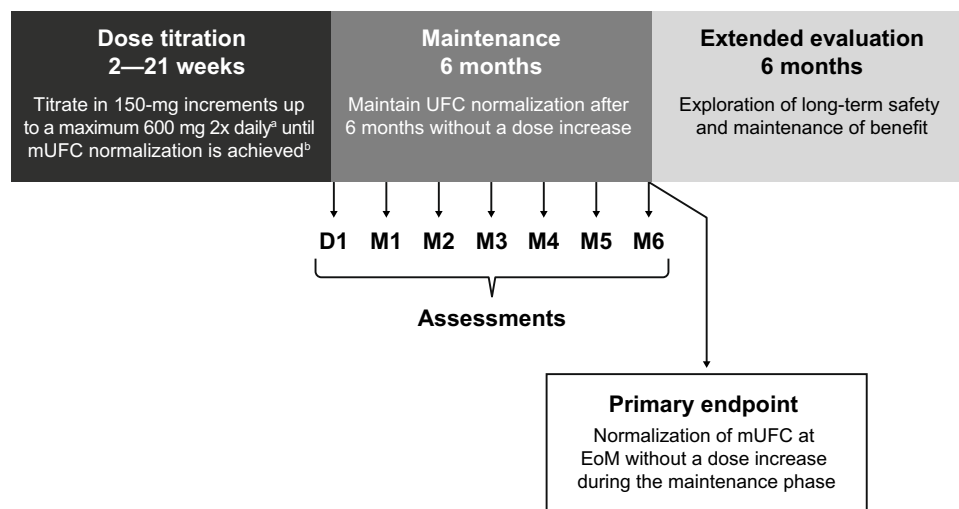 Dose titration
2—21 weeks
Titrate in 150-mg increments up
to a maximum 600 mg 2x dailyᵃ until
mUFC normalization is achievedᵇ
Maintenance
6 months
Maintain UFC normalization after
6 months without a dose increase
Extended evaluation
6 months
Exploration of long-term safety
and maintenance of benefit
D1 M1 M2 M3 M4 M5 M6
Assessments
Primary endpoint
Normalization of mUFC at
EoM without a dose increase
during the maintenance phase